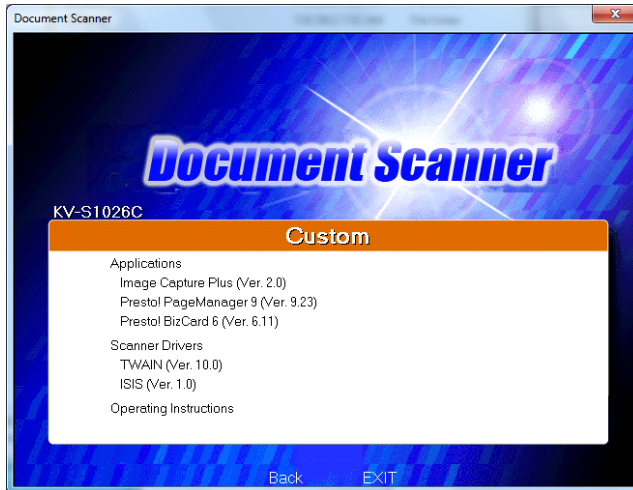 Document Scanner
Document Scanner
KV-S1026C
Custom
Applications
Image Capture Plus (Ver. 2.0)
Presto! PageManager 9 (Ver. 9.23)
Presto! BizCard 6 (Ver. 6.11)
Scanner Drivers
TWAIN (Ver. 10.0)
ISIS (Ver. 1.0)
Operating Instructions
Back EXIT